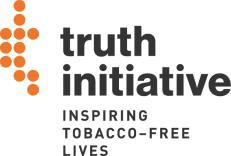 truth
initiative
INSPIRING
TOBACCO–FREE
LIVES